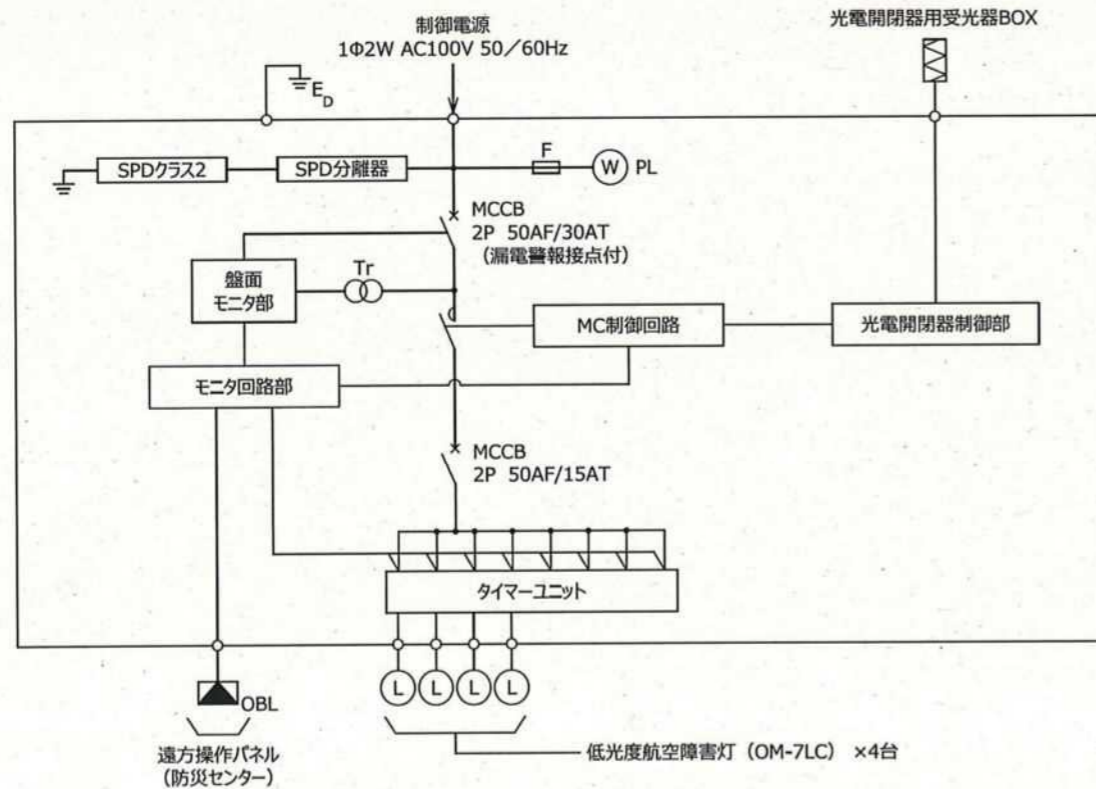 制御電源
1Φ2W AC100V 50／60Hz
光電開閉器用受光器BOX
E_D
SPDクラス2
SPD分離器
F
W PL
MCCB
2P 50AF/30AT
（漏電警報接点付）
盤面
モニタ部
Tr
MC制御回路
光電開閉器制御部
モニタ回路部
MCCB
2P 50AF/15AT
タイマーユニット
L L L L
OBL
遠方操作パネル
（防災センター）
低光度航空障害灯（OM-7LC）×4台